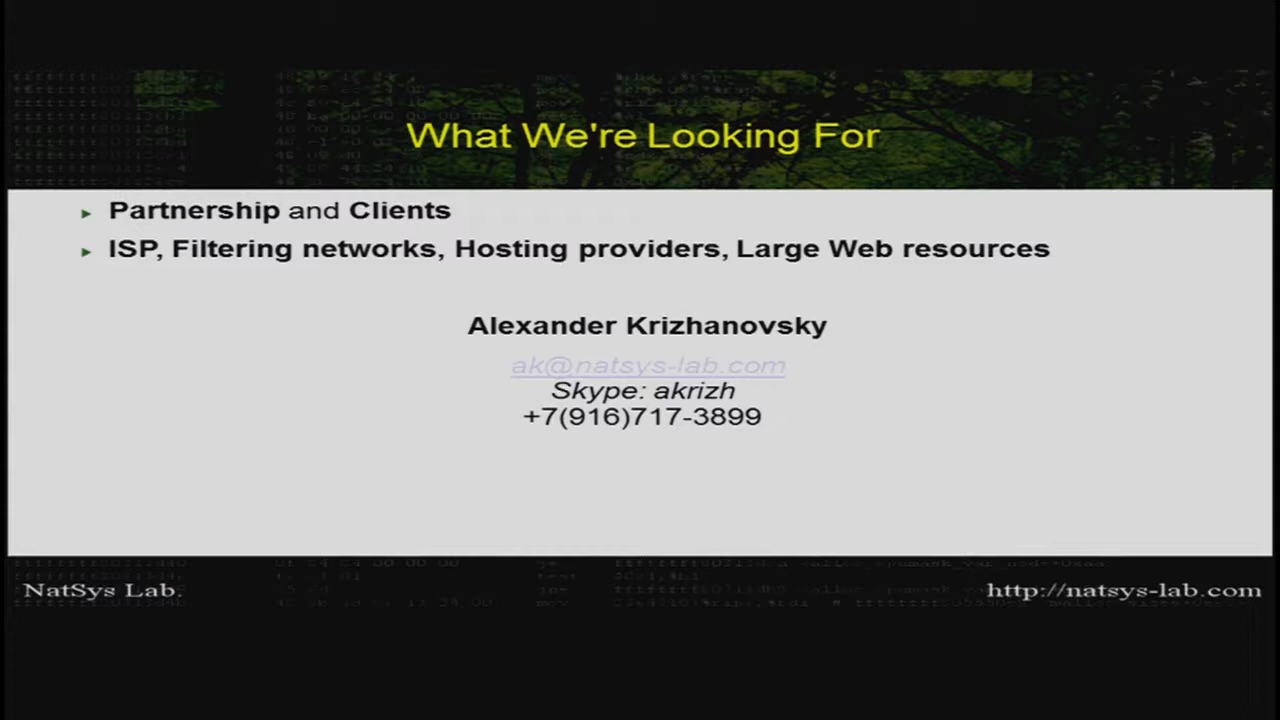 What We're Looking For
Partnership and Clients
ISP, Filtering networks, Hosting providers, Large Web resources
Alexander Krizhanovsky
ak@natsys-lab.com
Skype: akrizh
+7(916)717-3899
NatSys Lab.
http://natsys-lab.com